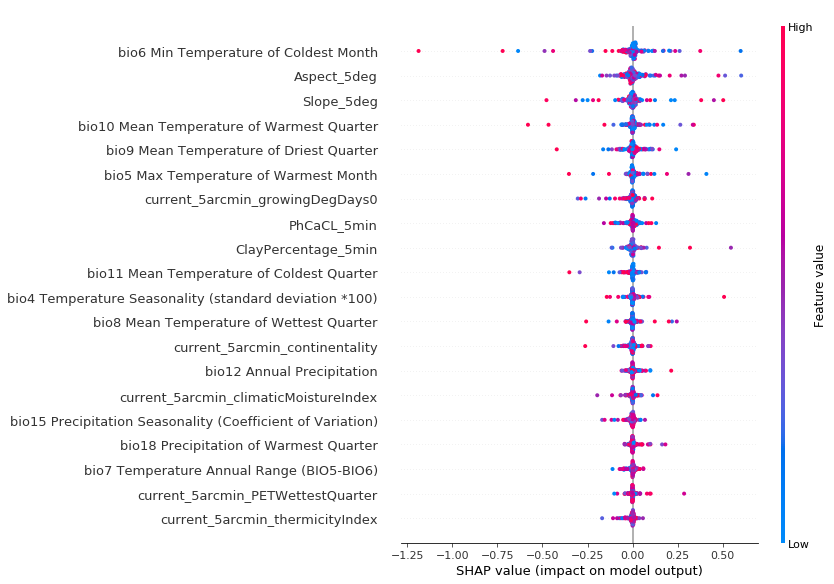 High
bio6 Min Temperature of Coldest Month
Aspect_5deg
Slope_5deg
bio10 Mean Temperature of Warmest Quarter
bio9 Mean Temperature of Driest Quarter
bio5 Max Temperature of Warmest Month
current_5arcmin_growingDegDays0
PhCaCL_5min
ClayPercentage_5min
bio11 Mean Temperature of Coldest Quarter
bio4 Temperature Seasonality (standard deviation *100)
bio8 Mean Temperature of Wettest Quarter
current_5arcmin_continentality
bio12 Annual Precipitation
current_5arcmin_climaticMoistureIndex
bio15 Precipitation Seasonality (Coefficient of Variation)
bio18 Precipitation of Warmest Quarter
bio7 Temperature Annual Range (BIO5-BIO6)
current_5arcmin_PETWettestQuarter
current_5arcmin_thermicityIndex
Feature value
Low
−1.25 −1.00 −0.75 −0.50 −0.25 0.00 0.25 0.50
SHAP value (impact on model output)